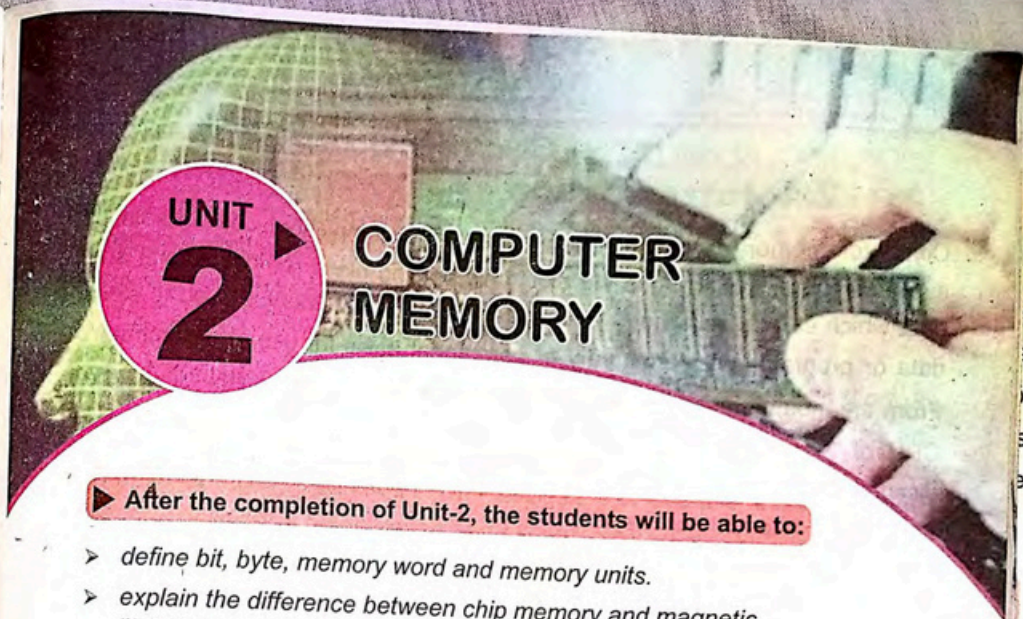 UNIT
2
COMPUTER
MEMORY
After the completion of Unit-2, the students will be able to:
define bit, byte, memory word and memory units.
explain the difference between chip memory and magnetic